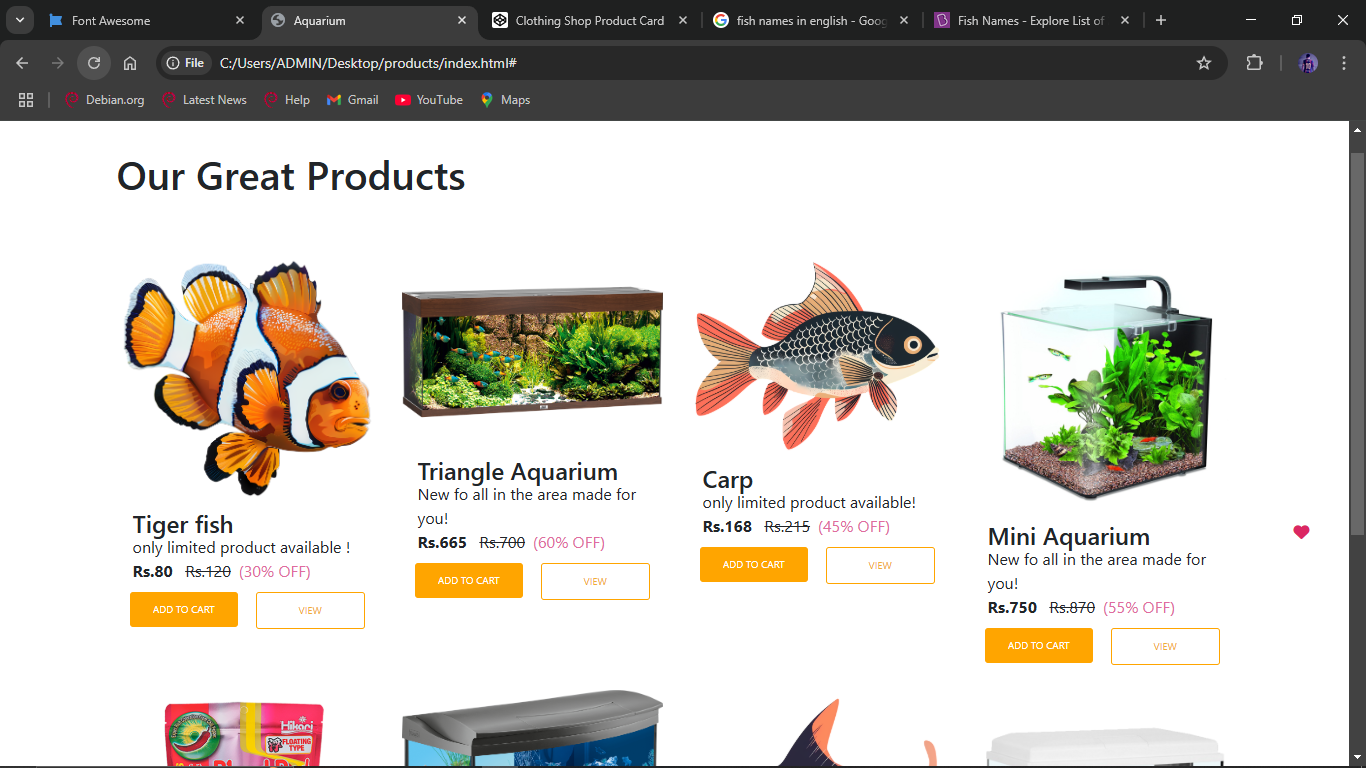 Font Awesome
Aquarium
Clothing Shop Product Card
fish names in english - Goog
Fish Names - Explore List of
File
C:/Users/ADMIN/Desktop/products/index.html#
Debian.org
Latest News
Help
Gmail
YouTube
Maps
Our Great Products
Tiger fish
only limited product available !
Rs.80 Rs.120 (30% OFF)
ADD TO CART VIEW
Triangle Aquarium
New fo all in the area made for
you!
Rs.665 Rs.700 (60% OFF)
ADD TO CART VIEW
Carp
only limited product available!
Rs.168 Rs.215 (45% OFF)
ADD TO CART VIEW
Mini Aquarium
New fo all in the area made for
you!
Rs.750 Rs.870 (55% OFF)
ADD TO CART VIEW
Hikari
FLOATING
TYPE